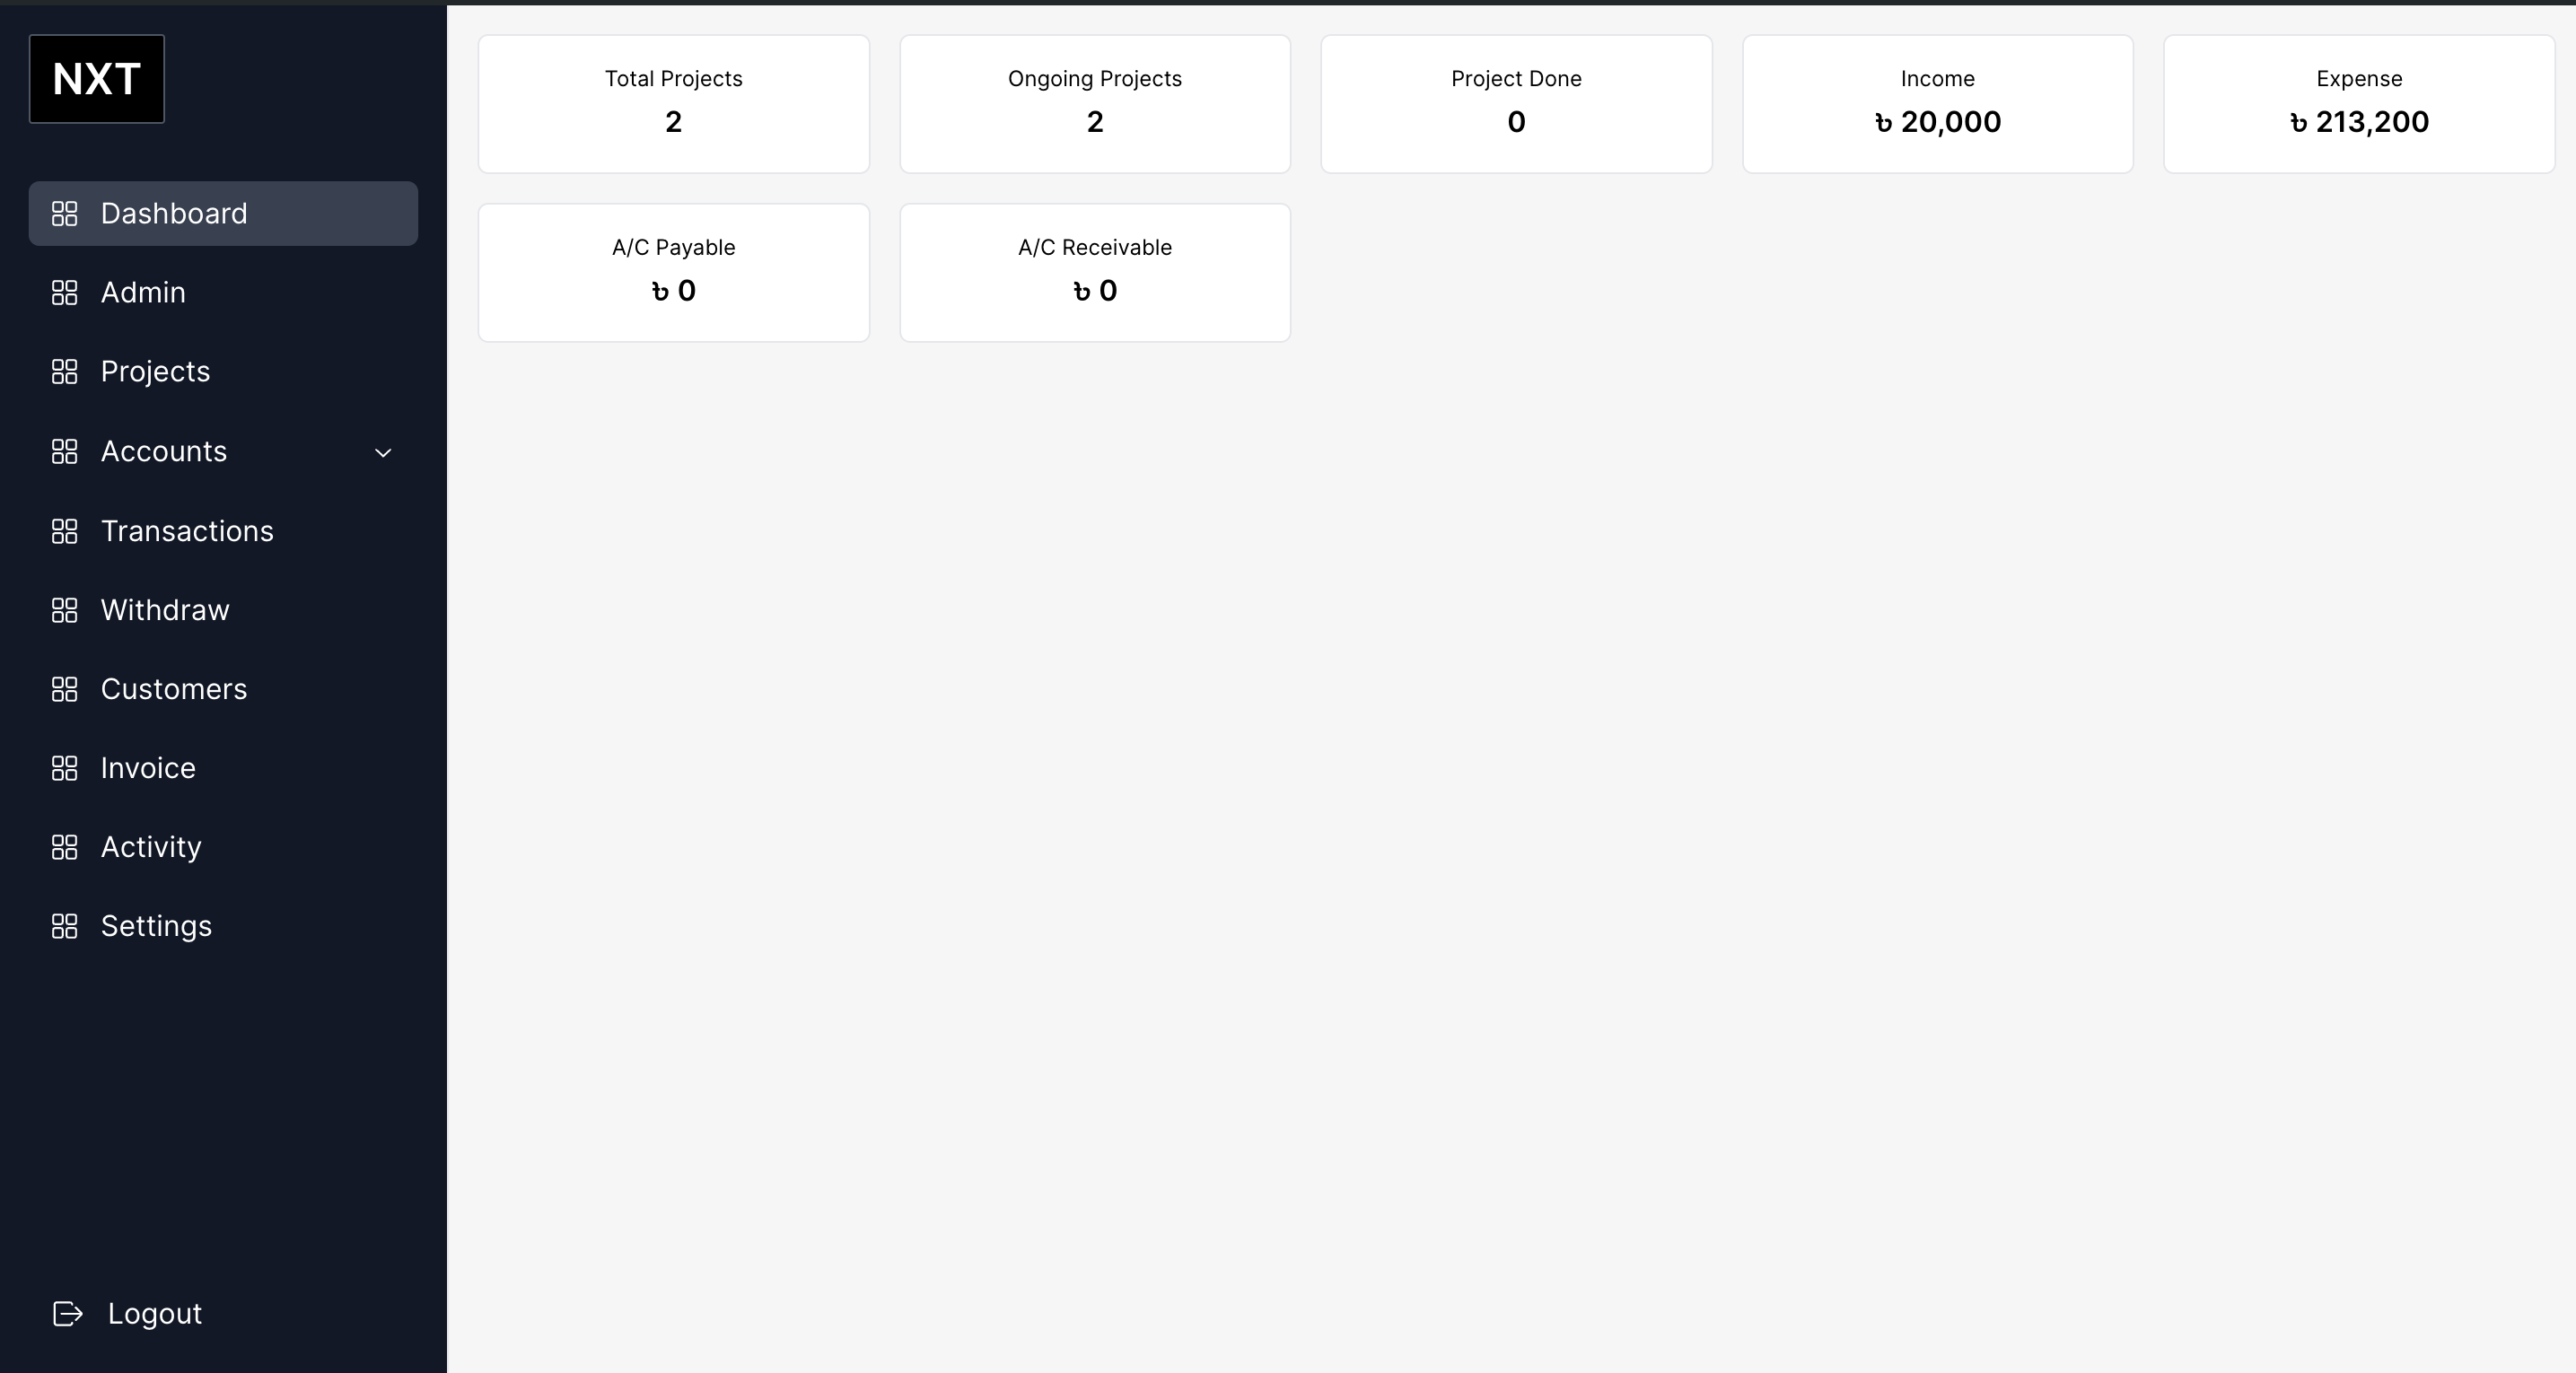 NXT
Dashboard
Admin
Projects
Accounts
Transactions
Withdraw
Customers
Invoice
Activity
Settings
Logout
Total Projects
2
Ongoing Projects
2
Project Done
0
Income
৳ 20,000
Expense
৳ 213,200
A/C Payable
৳ 0
A/C Receivable
৳ 0